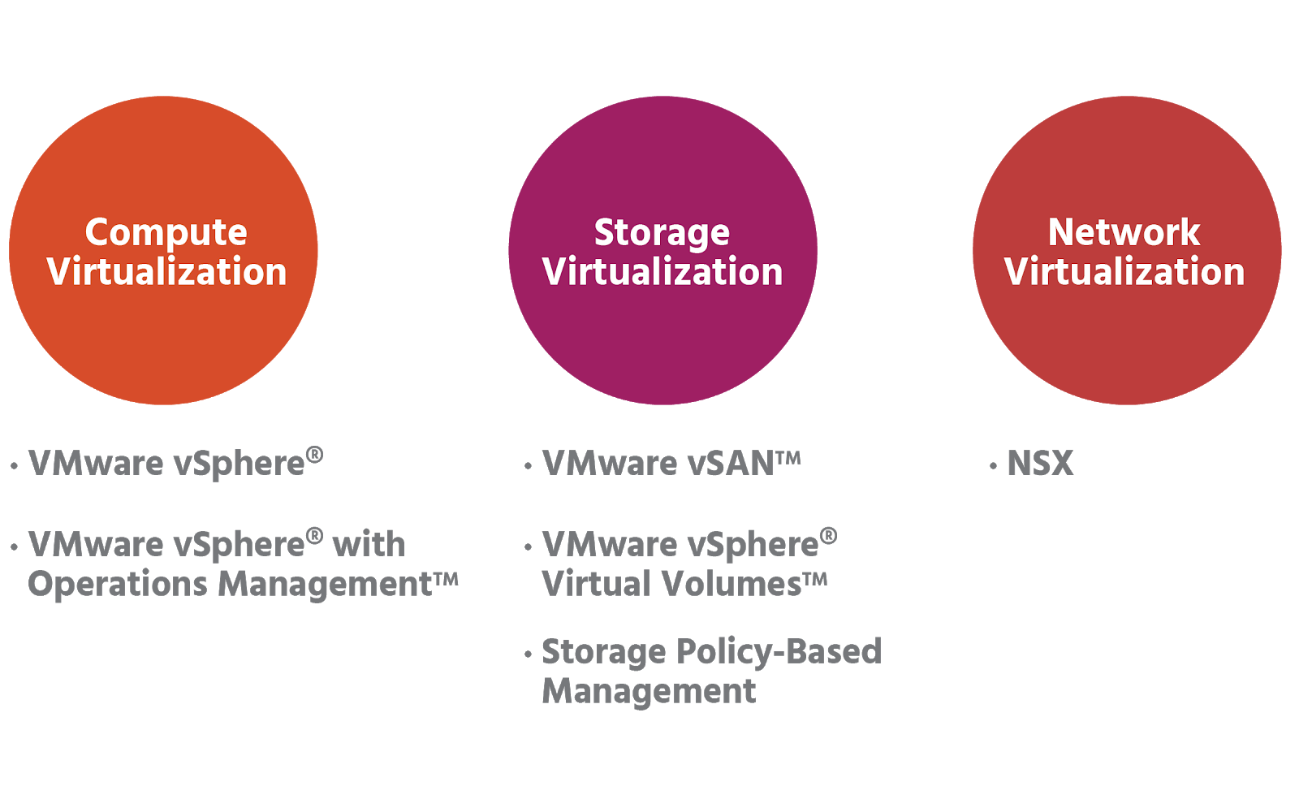 Compute
Virtualization
Storage
Virtualization
Network
Virtualization
• VMware vSphere®
• VMware vSphere® with
Operations Management™
• VMware vSAN™
• VMware vSphere®
Virtual Volumes™
• Storage Policy-Based
Management
• NSX